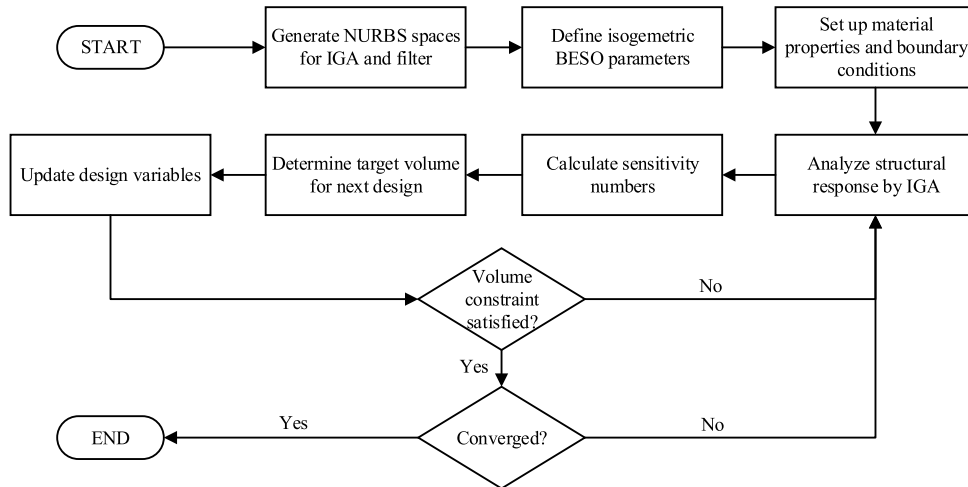 START
Generate NURBS spaces
for IGA and filter
Define isogemetric
BESO parameters
Set up material
properties and boundary
conditions
Analyze structural
response by IGA
Calculate sensitivity
numbers
Determine target volume
for next design
Update design variables
Volume
constraint
satisfied?
No
Yes
Converged?
No
Yes
END